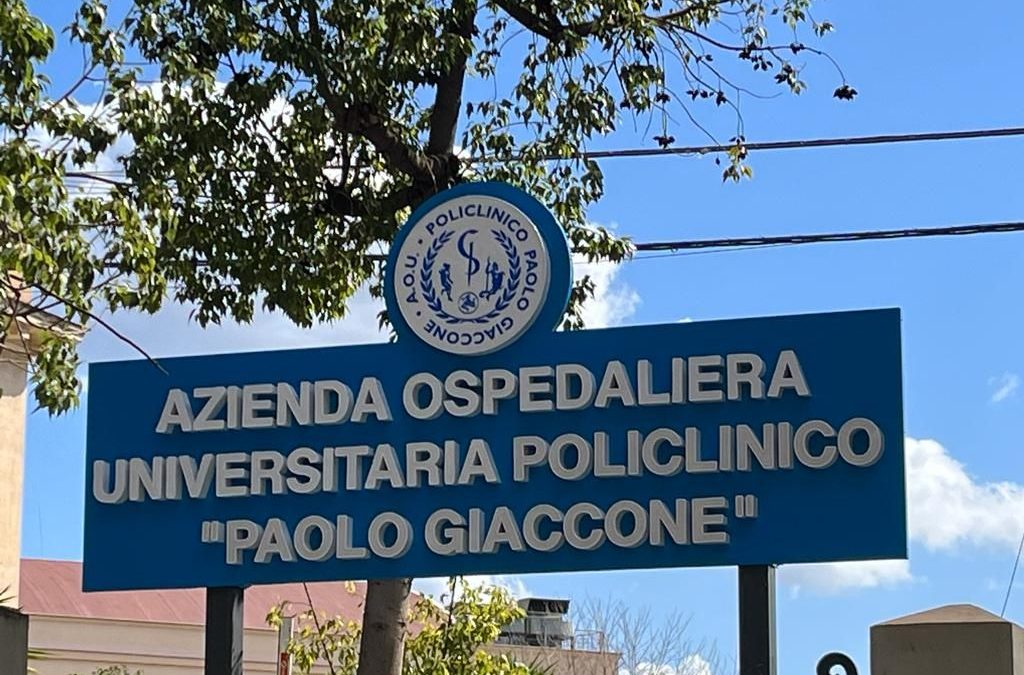 A.O.U. · POLICLINICO PAOLO GIACCONE ·
AZIENDA OSPEDALIERA
UNIVERSITARIA POLICLINICO
"PAOLO GIACCONE"